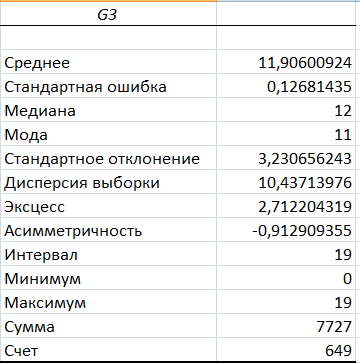 G3
Среднее 11,90600924
Стандартная ошибка 0,12681435
Медиана 12
Мода 11
Стандартное отклонение 3,230656243
Дисперсия выборки 10,43713976
Эксцесс 2,712204319
Асимметричность -0,912909355
Интервал 19
Минимум 0
Максимум 19
Сумма 7727
Счет 649